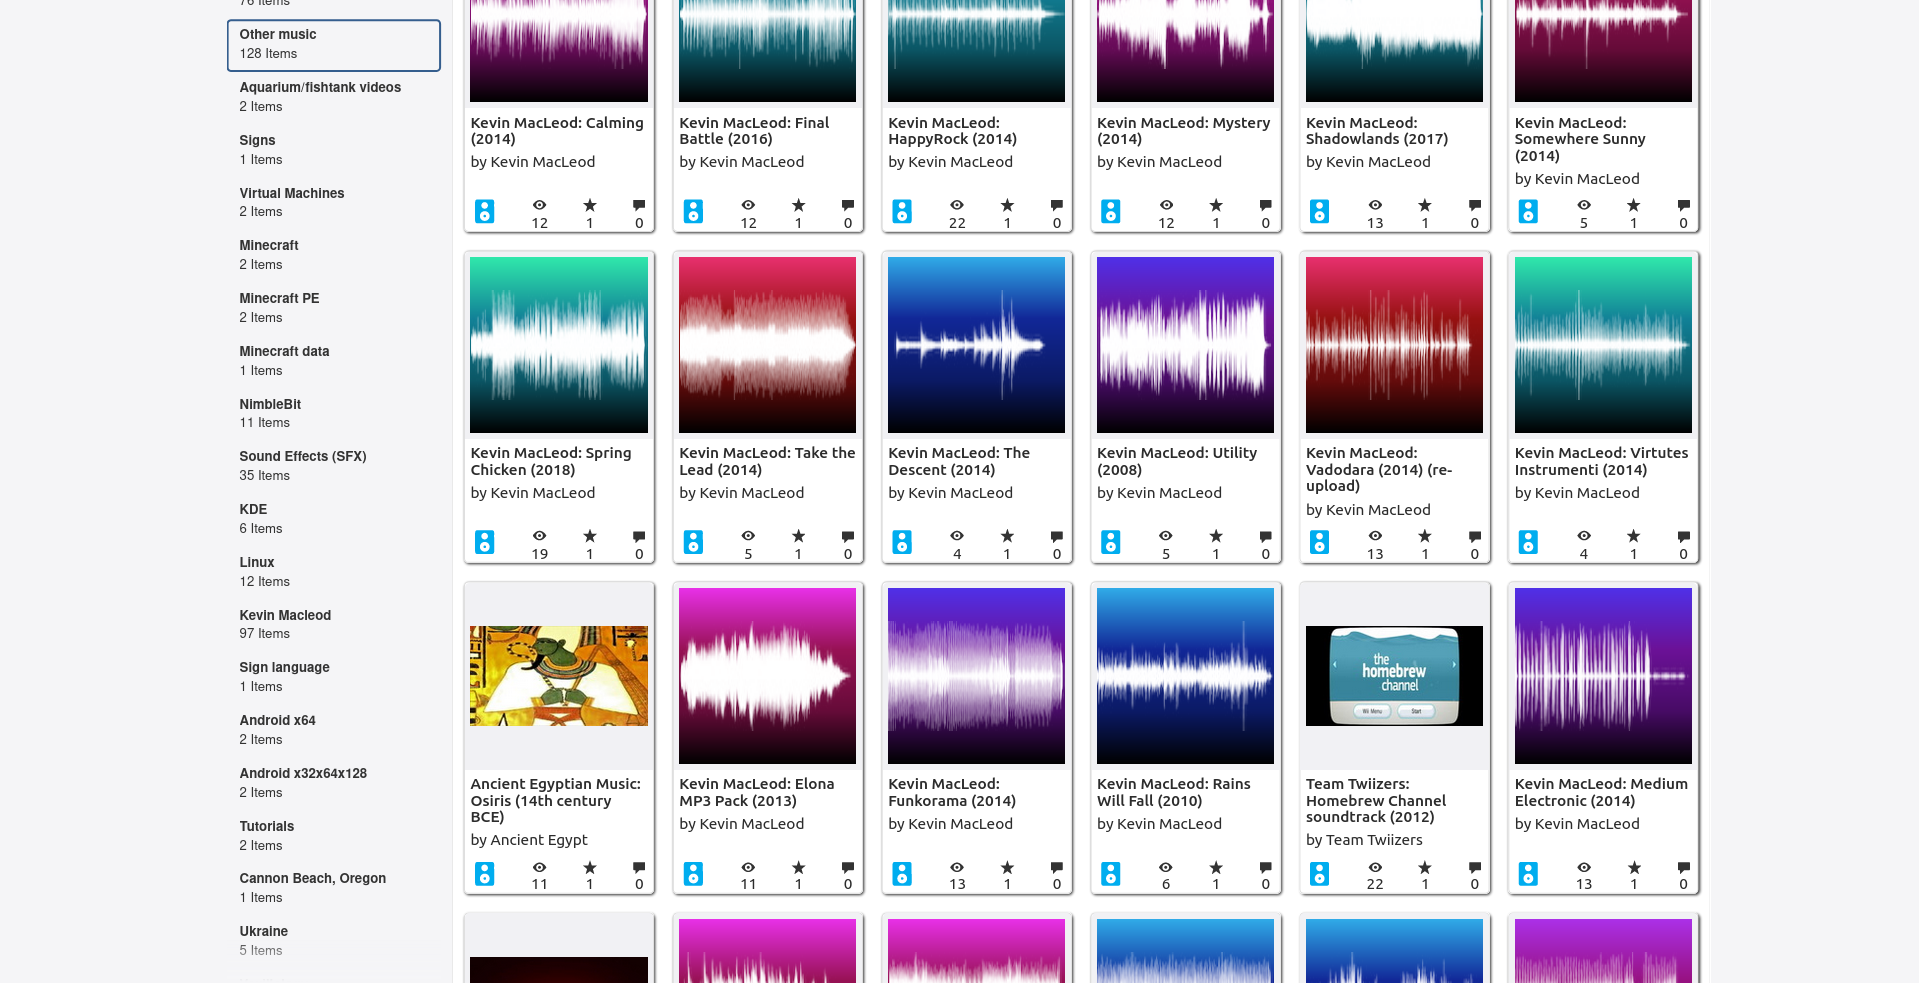 76 Items
Other music
128 Items
Aquarium/fishtank videos
2 Items
Signs
1 Items
Virtual Machines
2 Items
Minecraft
2 Items
Minecraft PE
2 Items
Minecraft data
1 Items
NimbleBit
11 Items
Sound Effects (SFX)
35 Items
KDE
6 Items
Linux
12 Items
Kevin Macleod
97 Items
Sign language
1 Items
Android x64
2 Items
Android x32x64x128
2 Items
Tutorials
2 Items
Cannon Beach, Oregon
1 Items
Ukraine
5 Items
Kevin MacLeod: Calming
(2014)
by Kevin MacLeod
12 1 0
Kevin MacLeod: Final
Battle (2016)
by Kevin MacLeod
12 1 0
Kevin MacLeod:
HappyRock (2014)
by Kevin MacLeod
22 1 0
Kevin MacLeod: Mystery
(2014)
by Kevin MacLeod
12 1 0
Kevin MacLeod:
Shadowlands (2017)
by Kevin MacLeod
13 1 0
Kevin MacLeod:
Somewhere Sunny
(2014)
by Kevin MacLeod
5 1 0
Kevin MacLeod: Spring
Chicken (2018)
by Kevin MacLeod
19 1 0
Kevin MacLeod: Take the
Lead (2014)
by Kevin MacLeod
5 1 0
Kevin MacLeod: The
Descent (2014)
by Kevin MacLeod
4 1 0
Kevin MacLeod: Utility
(2008)
by Kevin MacLeod
5 1 0
Kevin MacLeod:
Vadodara (2014) (re-
upload)
by Kevin MacLeod
13 1 0
Kevin MacLeod: Virtutes
Instrumenti (2014)
by Kevin MacLeod
4 1 0
Ancient Egyptian Music:
Osiris (14th century
BCE)
by Ancient Egypt
11 1 0
Kevin MacLeod: Elona
MP3 Pack (2013)
by Kevin MacLeod
11 1 0
Kevin MacLeod:
Funkorama (2014)
by Kevin MacLeod
13 1 0
Kevin MacLeod: Rains
Will Fall (2010)
by Kevin MacLeod
6 1 0
the
homebrew
channel
Wii Menu Start
Team Twiizers:
Homebrew Channel
soundtrack (2012)
by Team Twiizers
22 1 0
Kevin MacLeod: Medium
Electronic (2014)
by Kevin MacLeod
13 1 0